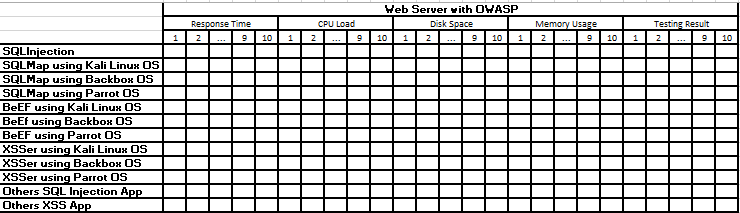 Web Server with OWASP
Response Time CPU Load Disk Space Memory Usage Testing Result
1 2 ... 9 10 1 2 ... 9 10 1 2 ... 9 10 1 2 ... 9 10 1 2 ... 9 10
SQLInjection
SQLMap using Kali Linux OS
SQLMap using Backbox OS
SQLMap using Parrot OS
BeEF using Kali Linux OS
BeEf using Backbox OS
BeEF using Parrot OS
XSSer using Kali Linux OS
XSSer using Backbox OS
XSSer using Parrot OS
Others SQL Injection App
Others XSS App